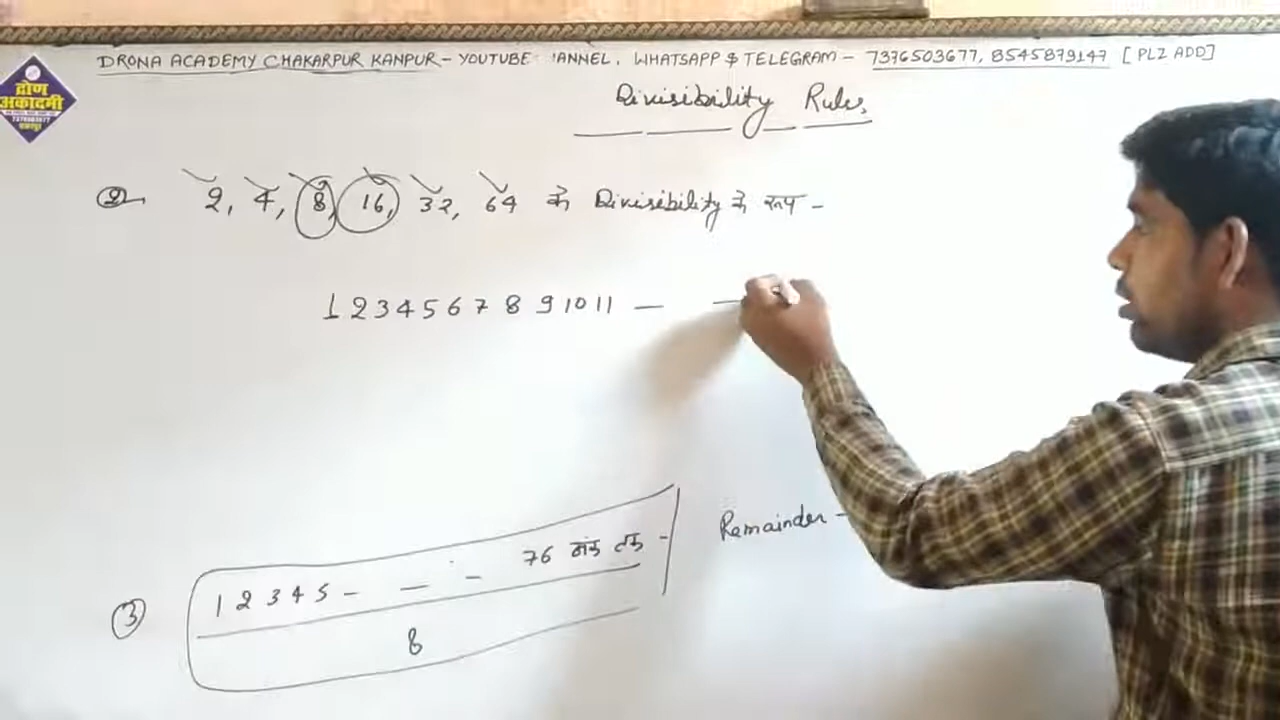 DRONA ACADEMY CHAKARPUR KANPUR - YOUTUBE ANNEL, WHATSAPP $ TELEGRAM - 7376503677, 8545879147 [ PLZ ADD]
द्रोण
अकादमी
Divisibility Rules
2, 4, 8, 16, 32, 64 के Divisibility के रूप -
1 2 3 4 5 6 7 8 9 10 11 — —
1 2 3 4 5 - — - 76 अंक तक - Remainder -
③
8